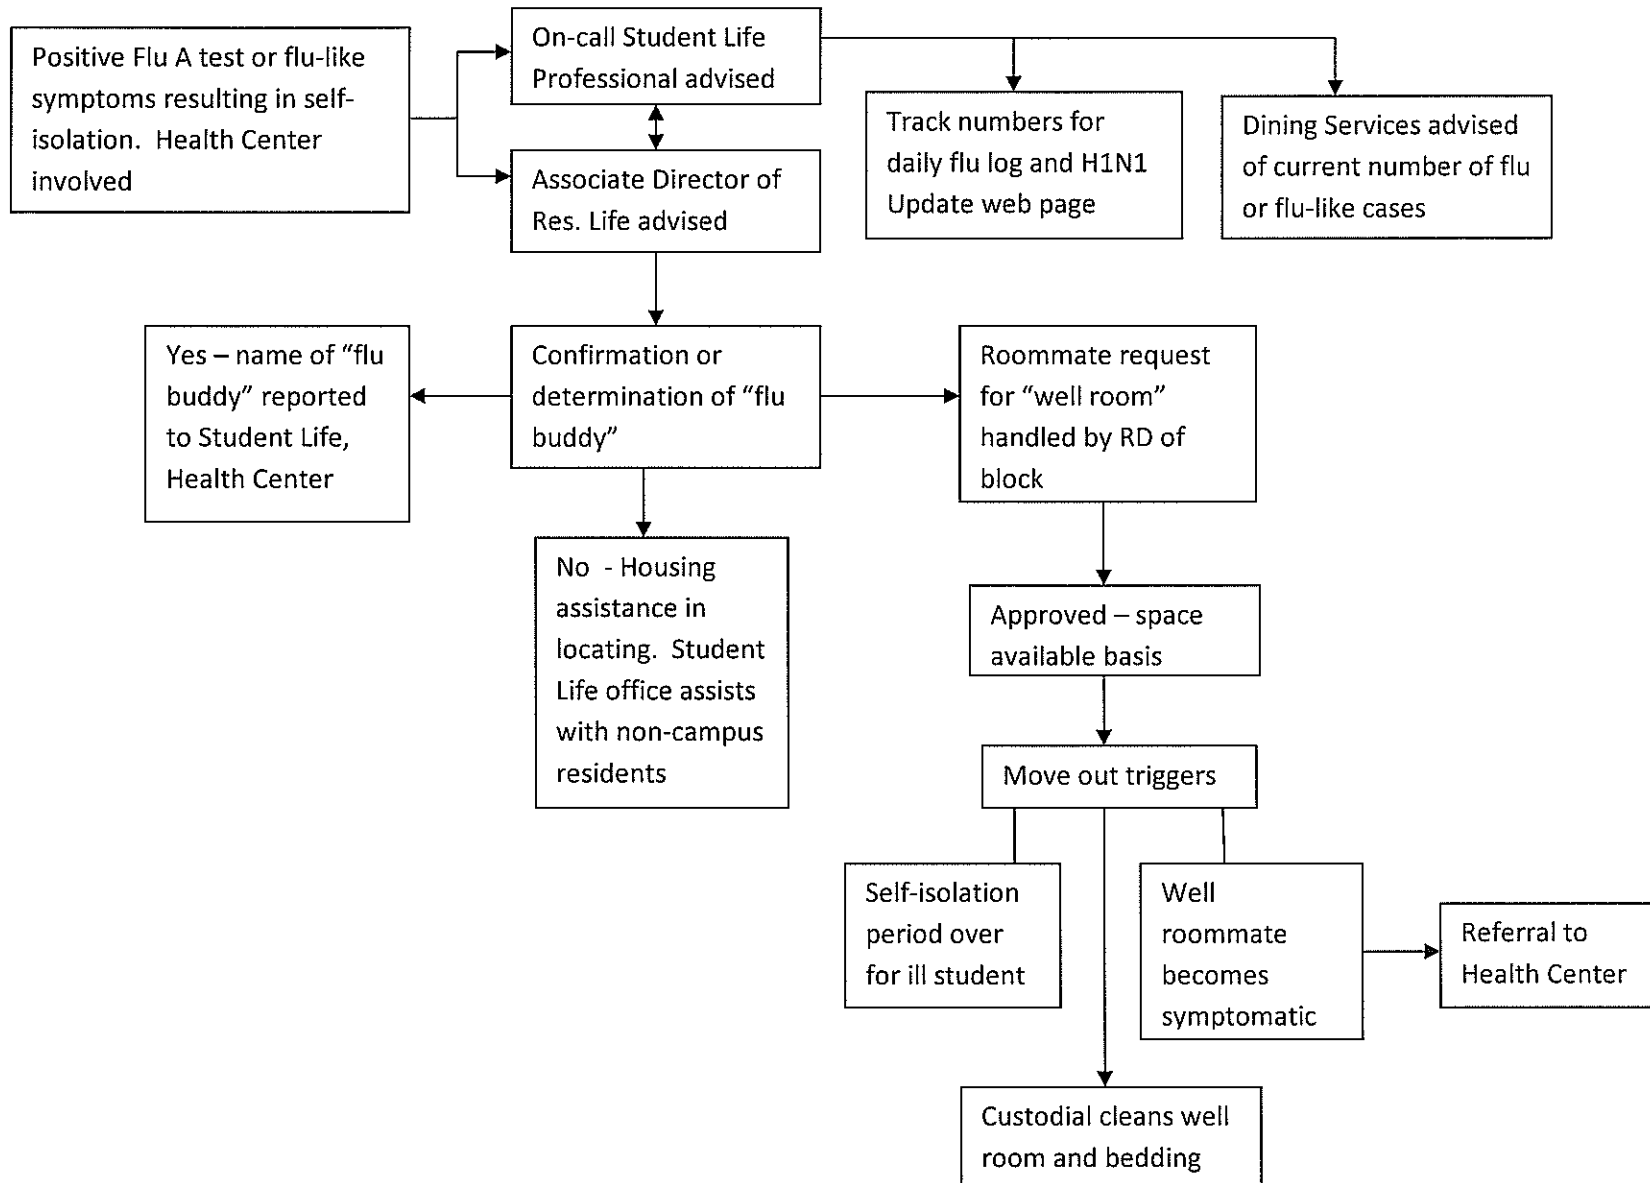 Positive Flu A test or flu-like
symptoms resulting in self-
isolation.  Health Center
involved
On-call Student Life
Professional advised
Associate Director of
Res. Life advised
Track numbers for
daily flu log and H1N1
Update web page
Dining Services advised
of current number of flu
or flu-like cases
Yes – name of “flu
buddy” reported
to Student Life,
Health Center
Confirmation or
determination of “flu
buddy”
Roommate request
for “well room”
handled by RD of
block
No  - Housing
assistance in
locating.  Student
Life office assists
with non-campus
residents
Approved – space
available basis
Move out triggers
Self-isolation
period over
for ill student
Well
roommate
becomes
symptomatic
Referral to
Health Center
Custodial cleans well
room and bedding